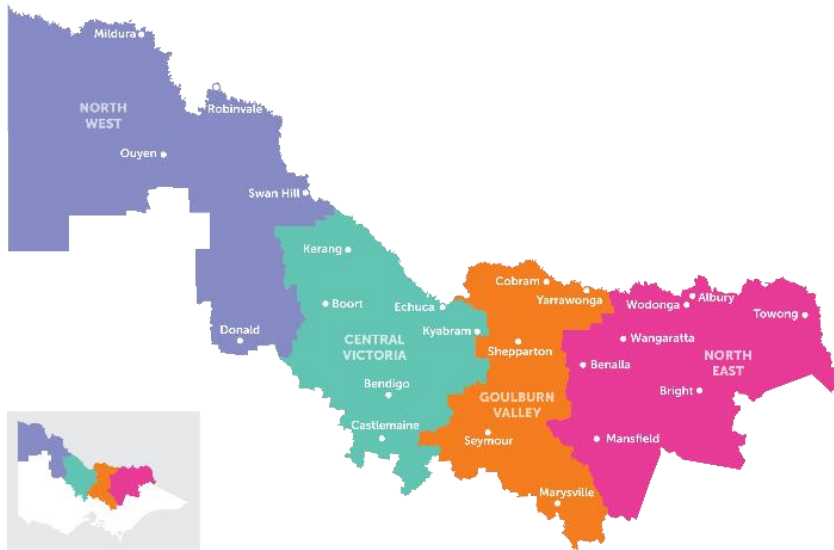 Mildura
NORTH
WEST
Robinvale
Ouyen
Swan Hill
Kerang
Boort
Echuca
Donald
CENTRAL
VICTORIA
Kyabram
Bendigo
Castlemaine
Cobram
Yarrawonga
Shepparton
GOULBURN
VALLEY
Seymour
Marysville
Wodonga
Albury
Towong
Wangaratta
NORTH
EAST
Benalla
Bright
Mansfield